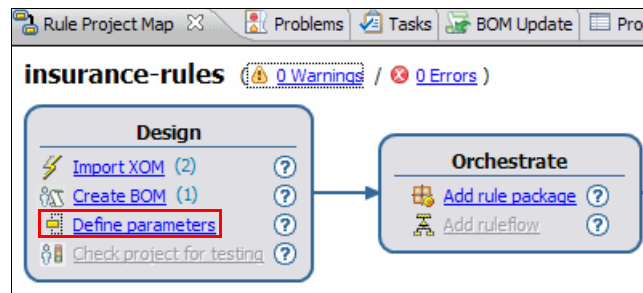 Rule Project Map Problems Tasks BOM Update Pro
insurance-rules ( 0 Warnings / 0 Errors )
Design
Import XOM (2) ?
Create BOM (1) ?
Define parameters ?
Check project for testing ?
Orchestrate
Add rule package ?
Add ruleflow ?